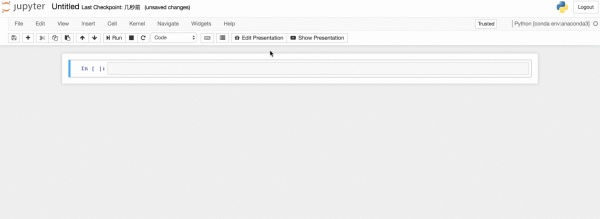 jupyter Untitled Last Checkpoint: 几秒前 (unsaved changes) Logout
File Edit View Insert Cell Kernel Navigate Widgets Help Trusted Python [conda env:anaconda3]
Run Code Edit Presentation Show Presentation
In [ ]: